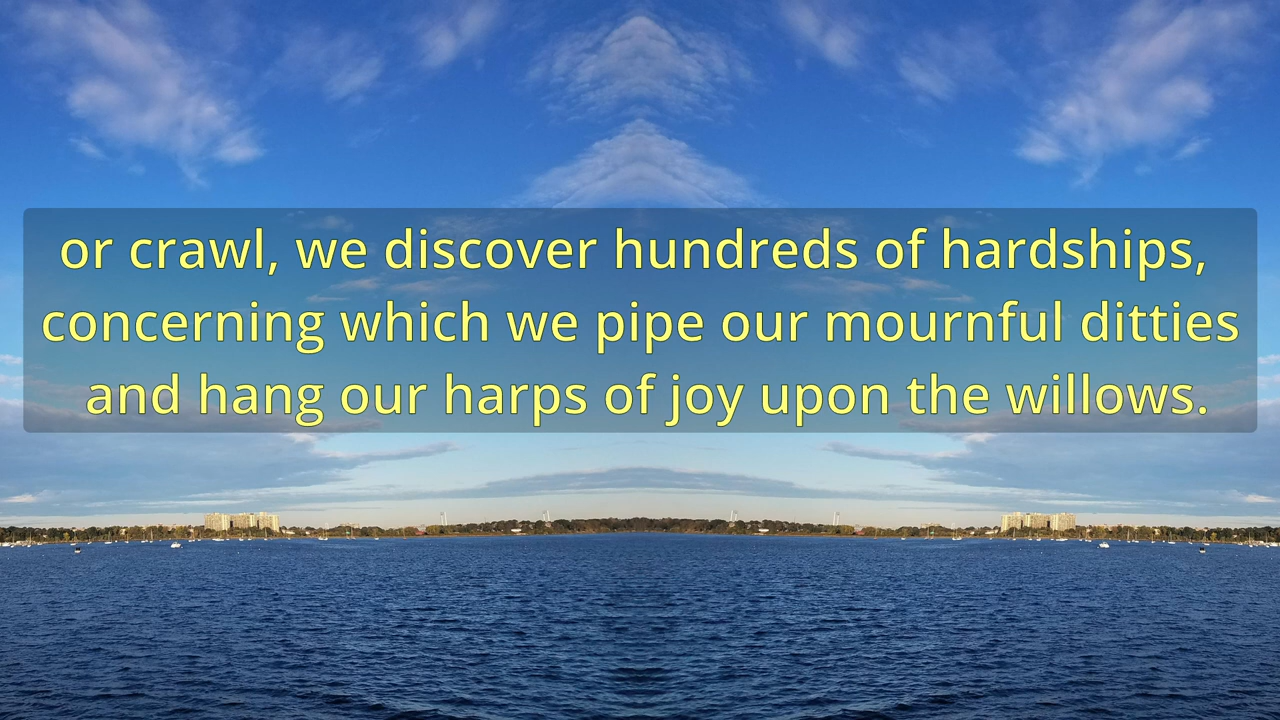 or crawl, we discover hundreds of hardships,
concerning which we pipe our mournful ditties
and hang our harps of joy upon the willows.